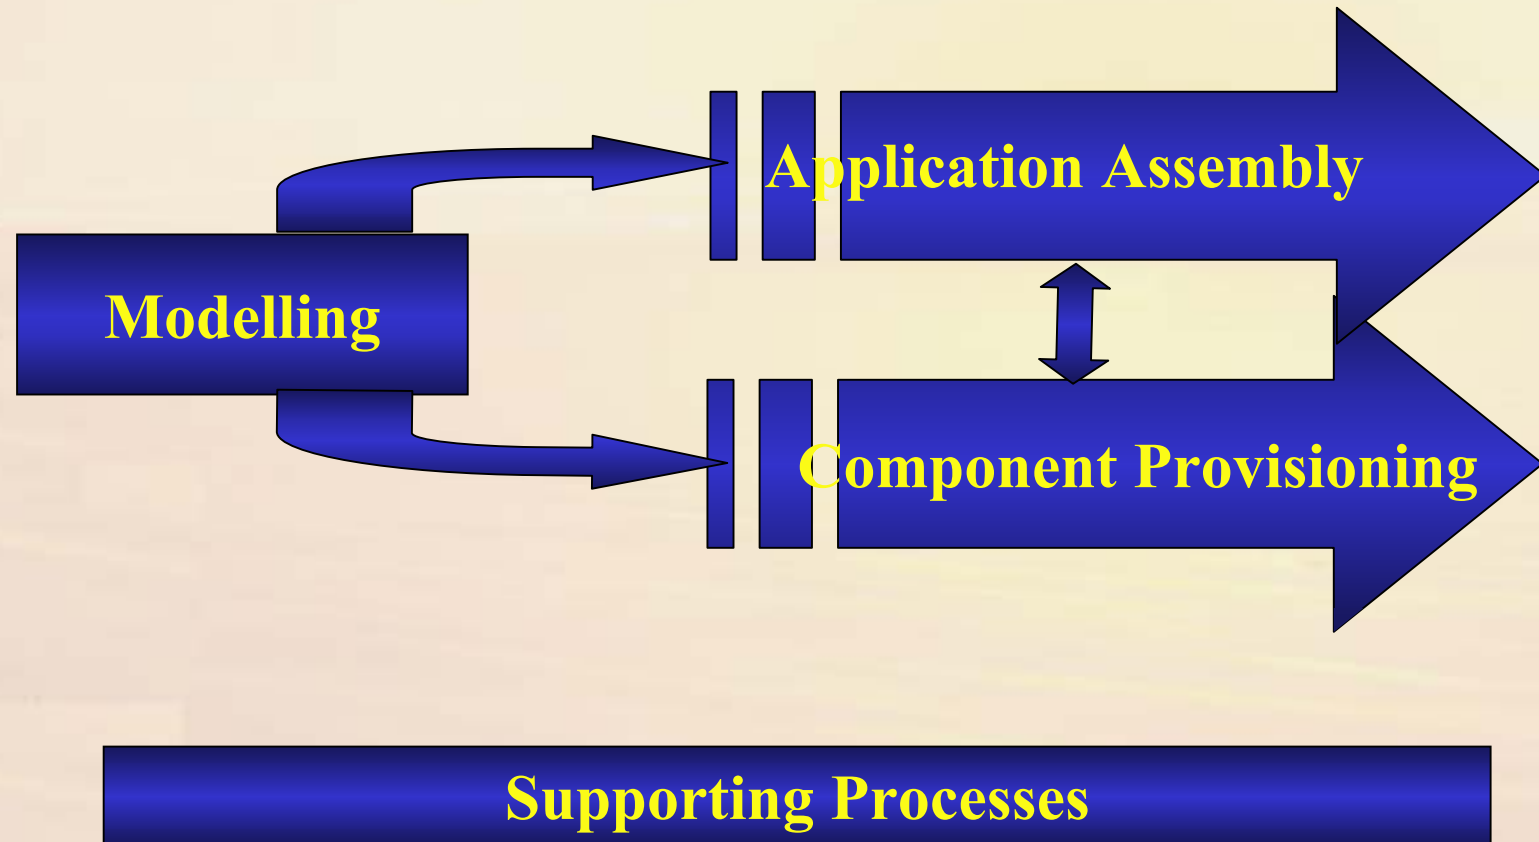 Application Assembly
Modelling
Component Provisioning
Supporting Processes